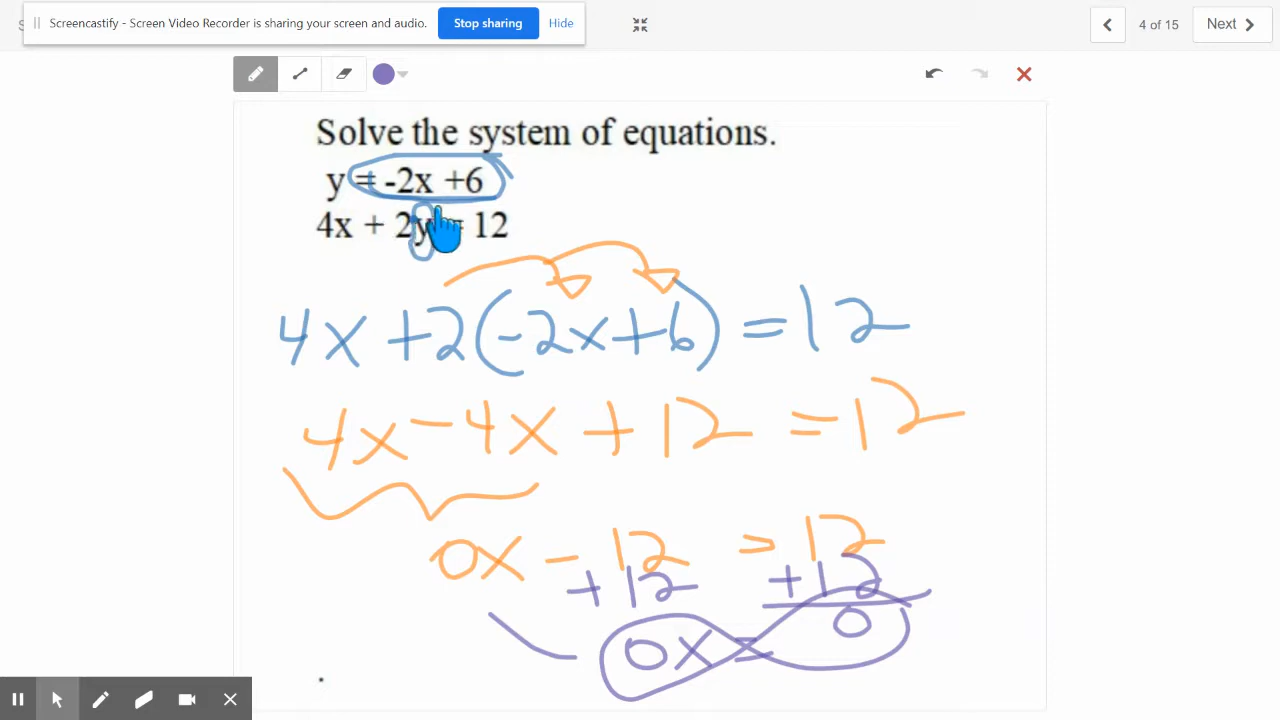 Screencastify - Screen Video Recorder is sharing your screen and audio. Stop sharing Hide
4 of 15 Next
Solve the system of equations.
y = -2x +6
4x + 2y = 12
4x +2(-2x+6) =12
4x -4x + 12 =12
0x - 12 = 12
+ 12 + 12
0x = 0
.